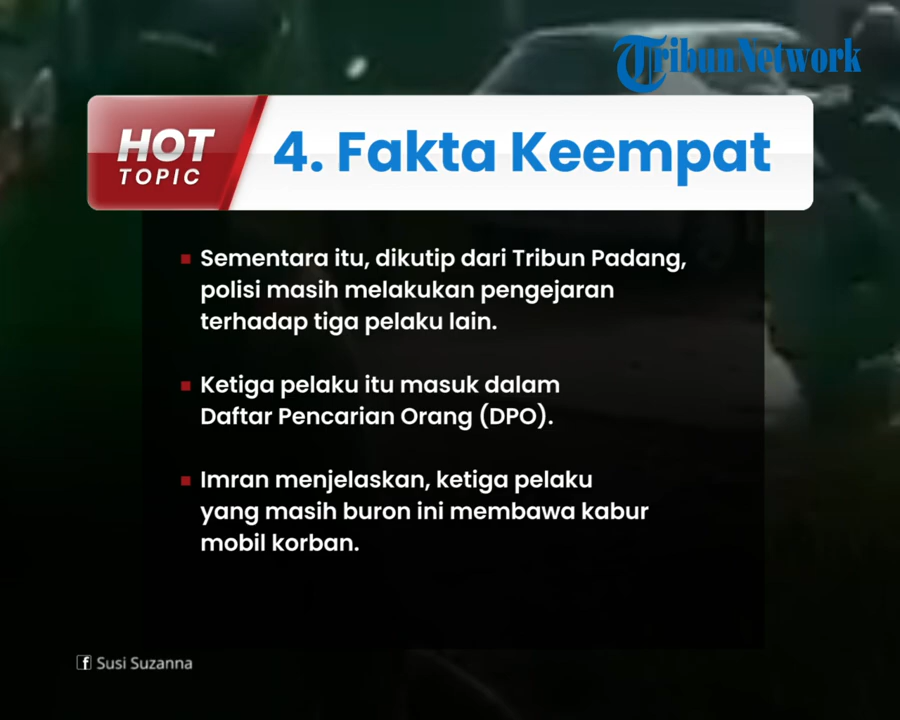 TribunNetwork
HOT
TOPIC
4. Fakta Keempat
Sementara itu, dikutip dari Tribun Padang,
polisi masih melakukan pengejaran
terhadap tiga pelaku lain.
Ketiga pelaku itu masuk dalam
Daftar Pencarian Orang (DPO).
Imran menjelaskan, ketiga pelaku
yang masih buron ini membawa kabur
mobil korban.
f Susi Suzanna